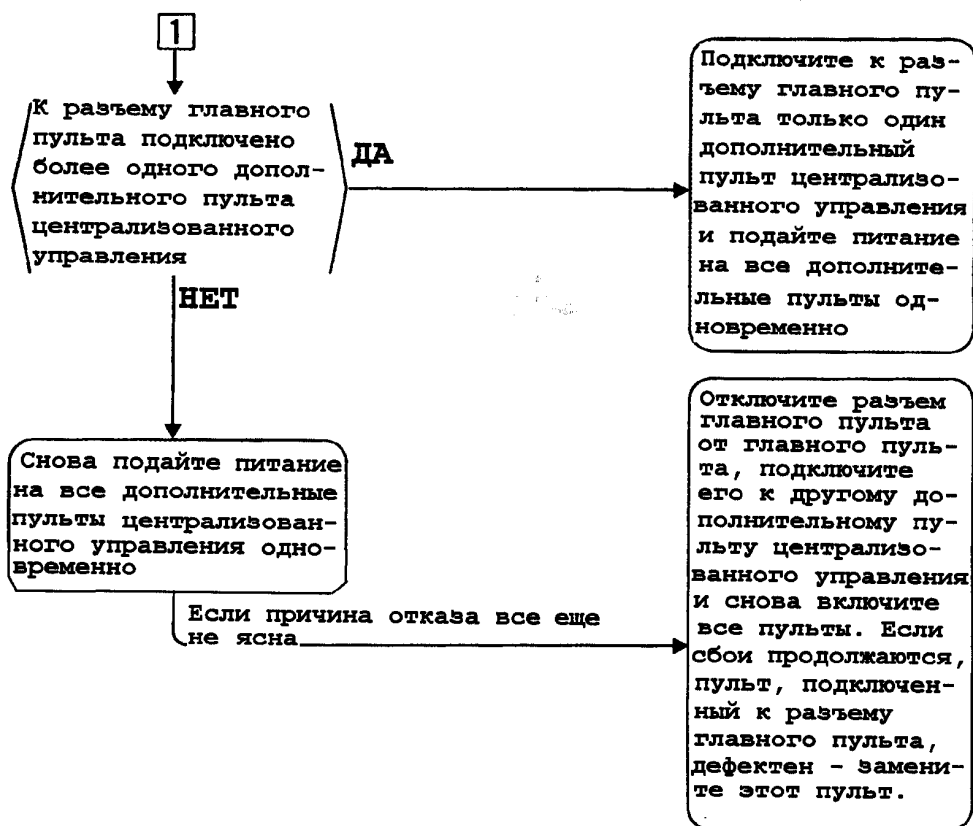 1
К разъему главного
пульта подключено
более одного допол-
нительного пульта
централизованного
управления
ДА
Подключите к раз-
ъему главного пу-
льта только один
дополнительный
пульт централизо-
ванного управления
и подайте питание
на все дополните-
льные пульты од-
новременно
НЕТ
Снова подайте питание
на все дополнительные
пульты централизован-
ного управления одно-
временно
Если причина отказа все еще
не ясна
Отключите разъем
главного пульта
от главного пуль-
та, подключите
его к другому до-
полнительному пу-
льту централизо-
ванного управления
и снова включите
все пульты. Если
сбои продолжаются,
пульт, подключен-
ный к разъему
главного пульта,
дефектен - замени-
те этот пульт.